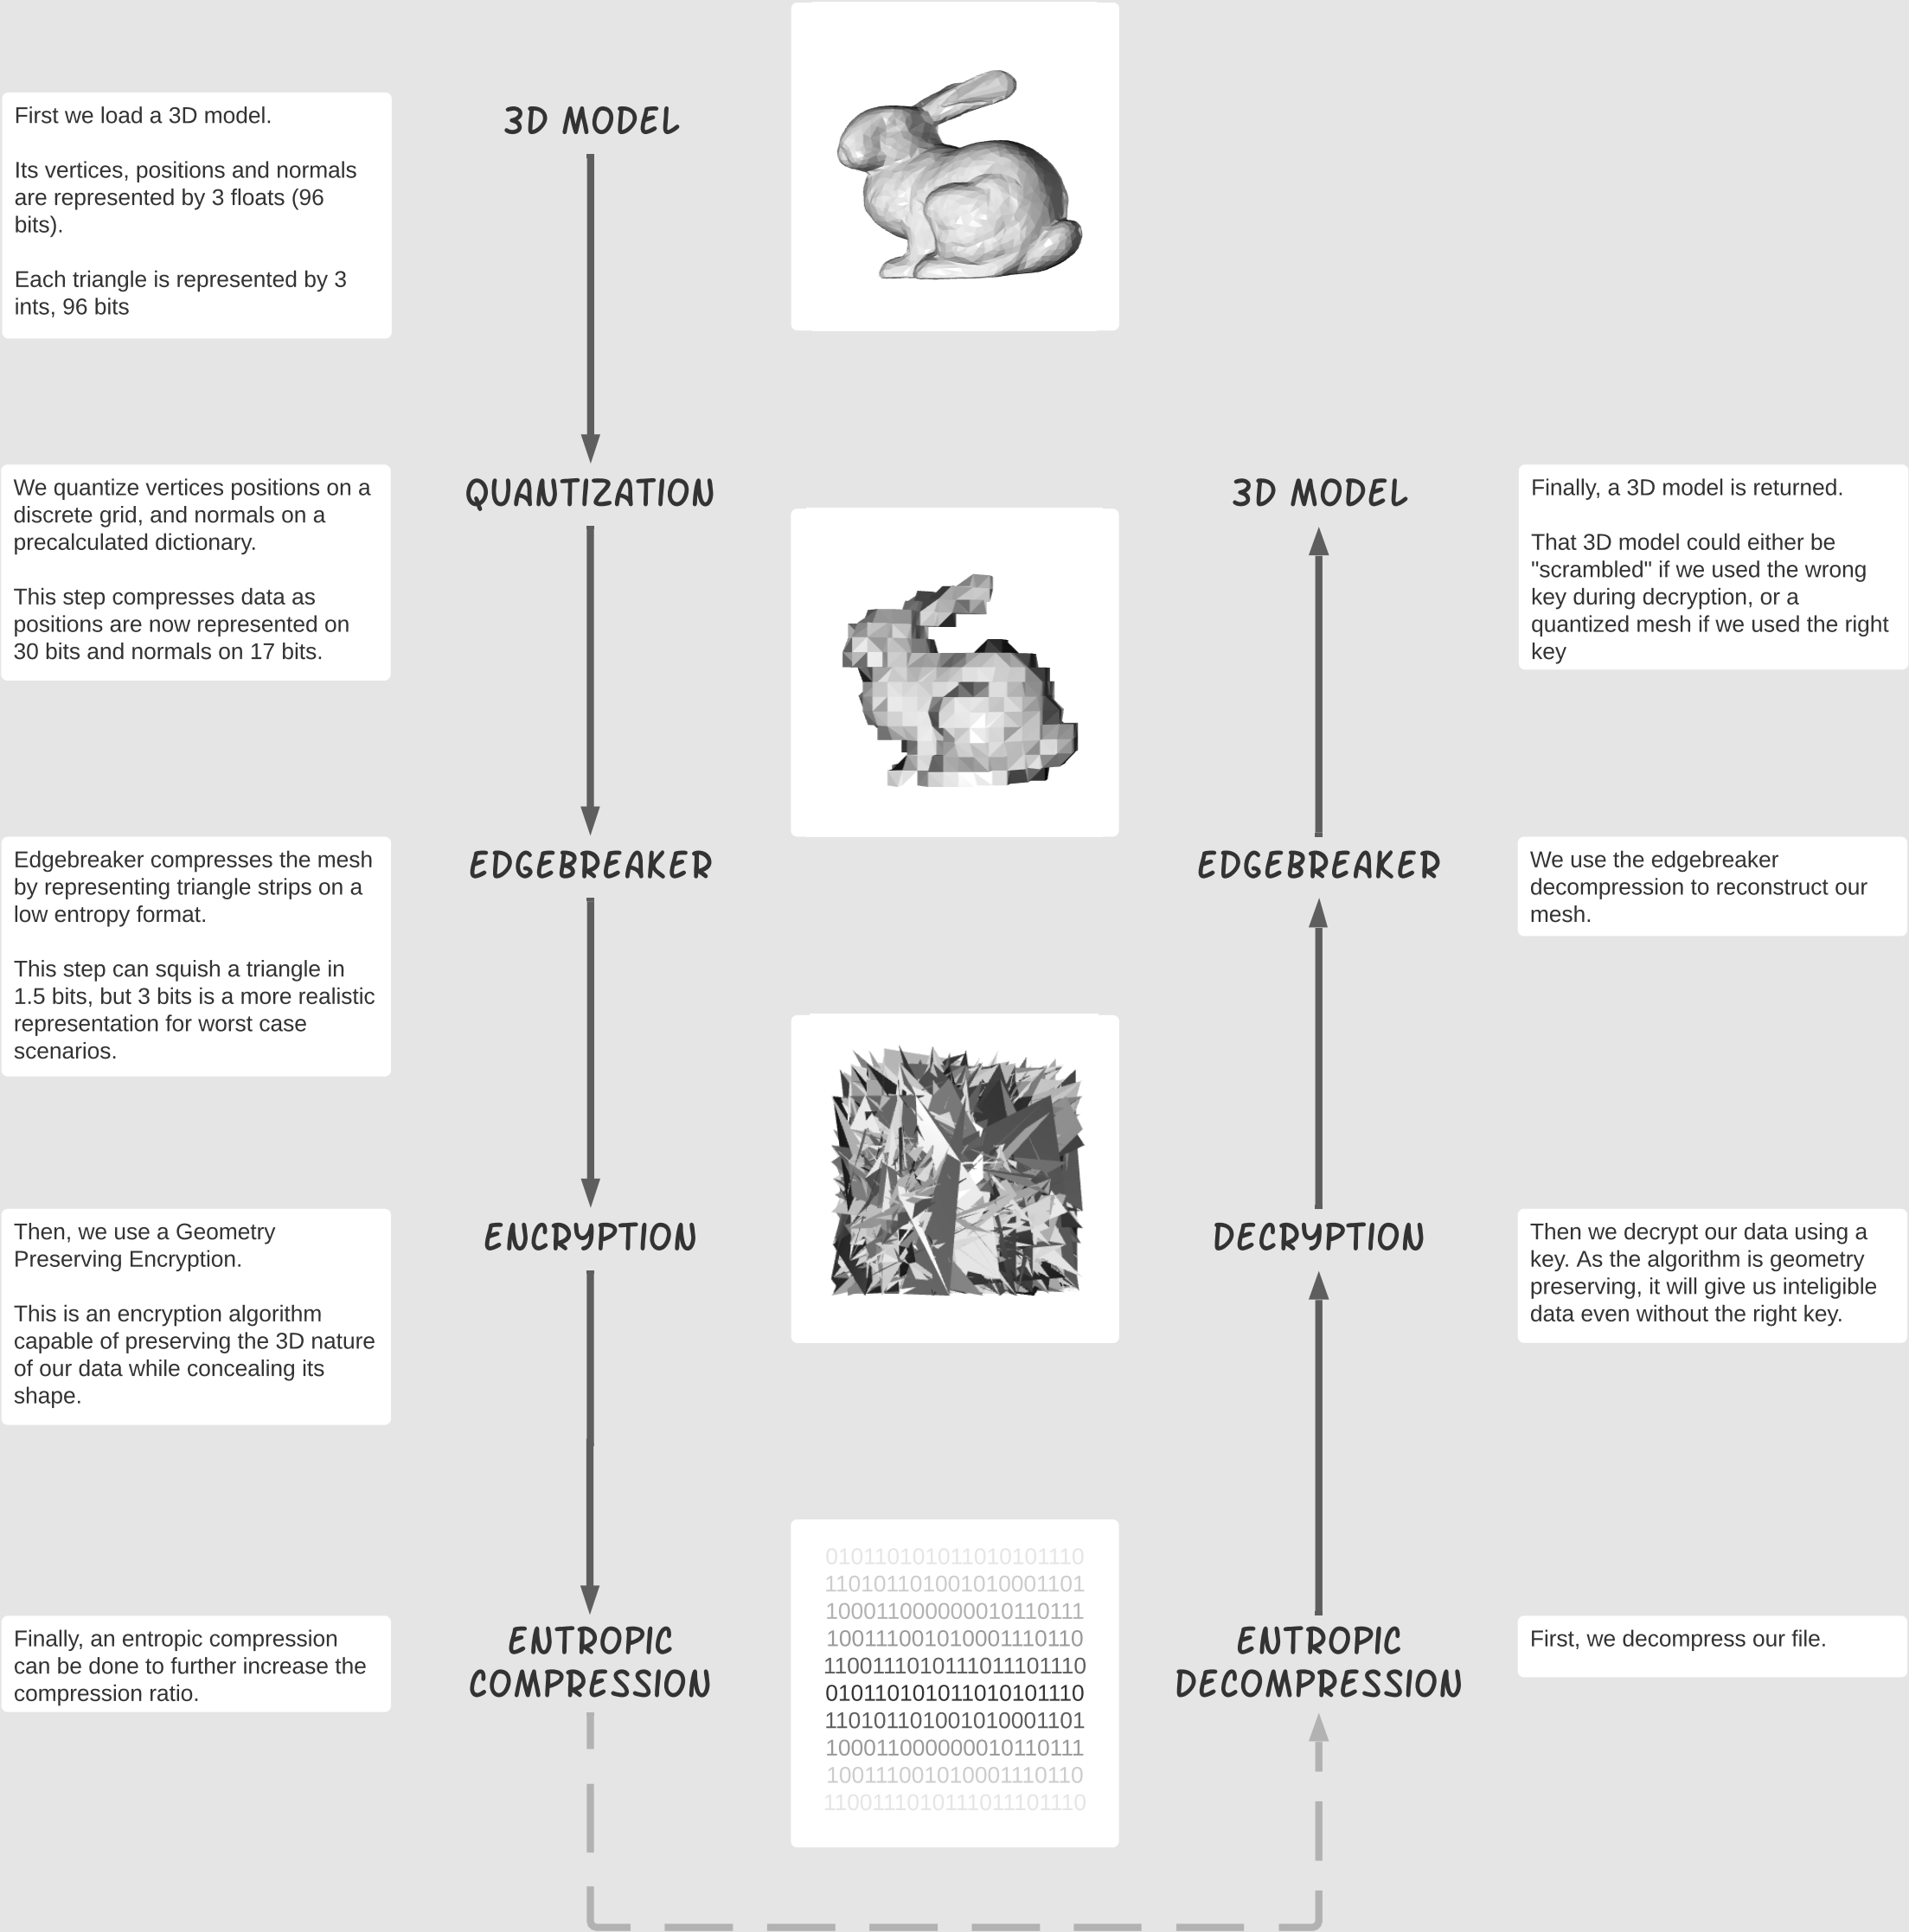 3D MODEL
First we load a 3D model.
Its vertices, positions and normals
are represented by 3 floats (96
bits).
Each triangle is represented by 3
ints, 96 bits
QUANTIZATION
We quantize vertices positions on a
discrete grid, and normals on a
precalculated dictionary.
This step compresses data as
positions are now represented on
30 bits and normals on 17 bits.
EDGEBREAKER
Edgebreaker compresses the mesh
by representing triangle strips on a
low entropy format.
This step can squish a triangle in
1.5 bits, but 3 bits is a more realistic
representation for worst case
scenarios.
ENCRYPTION
Then, we use a Geometry
Preserving Encryption.
This is an encryption algorithm
capable of preserving the 3D nature
of our data while concealing its
shape.
ENTROPIC
COMPRESSION
Finally, an entropic compression
can be done to further increase the
compression ratio.
010110101011010101110
110101101001010001101
100011000000010110111
100111001010001110110
1100111010111011101110
010110101011010101110
110101101001010001101
100011000000010110111
100111001010001110110
1100111010111011101110
ENTROPIC
DECOMPRESSION
First, we decompress our file.
DECRYPTION
Then we decrypt our data using a
key. As the algorithm is geometry
preserving, it will give us inteligible
data even without the right key.
EDGEBREAKER
We use the edgebreaker
decompression to reconstruct our
mesh.
3D MODEL
Finally, a 3D model is returned.
That 3D model could either be
"scrambled" if we used the wrong
key during decryption, or a
quantized mesh if we used the right
key